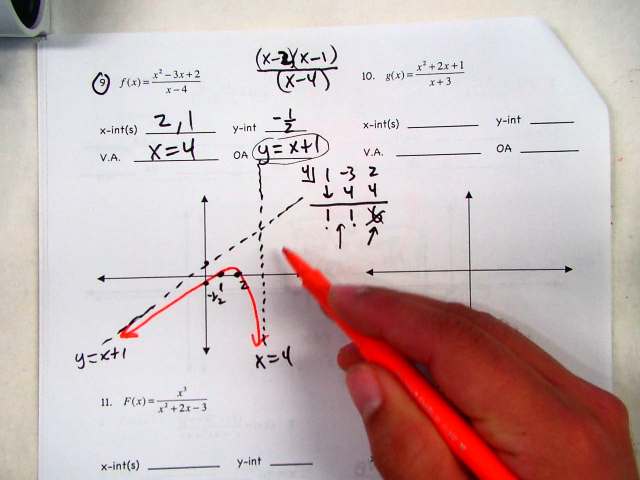 (x-2)(x-1)
(x-4)
9 f(x)= x² − 3x + 2
x − 4
10. g(x)= x² + 2x + 1
x + 3
x-int(s) 2,1 y-int -1/2
x-int(s) y-int
V.A. x=4 OA y=x+1
V.A. OA
4 1 -3 2
↓ 4 4
1 1
1 2
-1/2
y=x+1
x=4
11. F(x)= x³
x² + 2x − 3
x-int(s) y-int